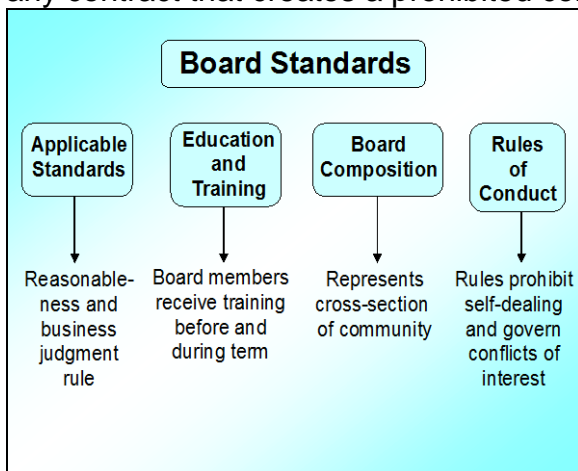 any contract that creates a prohibited
Board Standards
Applicable
Standards
Education
and
Training
Board
Composition
Rules
of
Conduct
Reasonable-
ness and
business
judgment
rule
Board members
receive training
before and
during term
Represents
cross-section
of community
Rules prohibit
self-dealing
and govern
conflicts of
interest